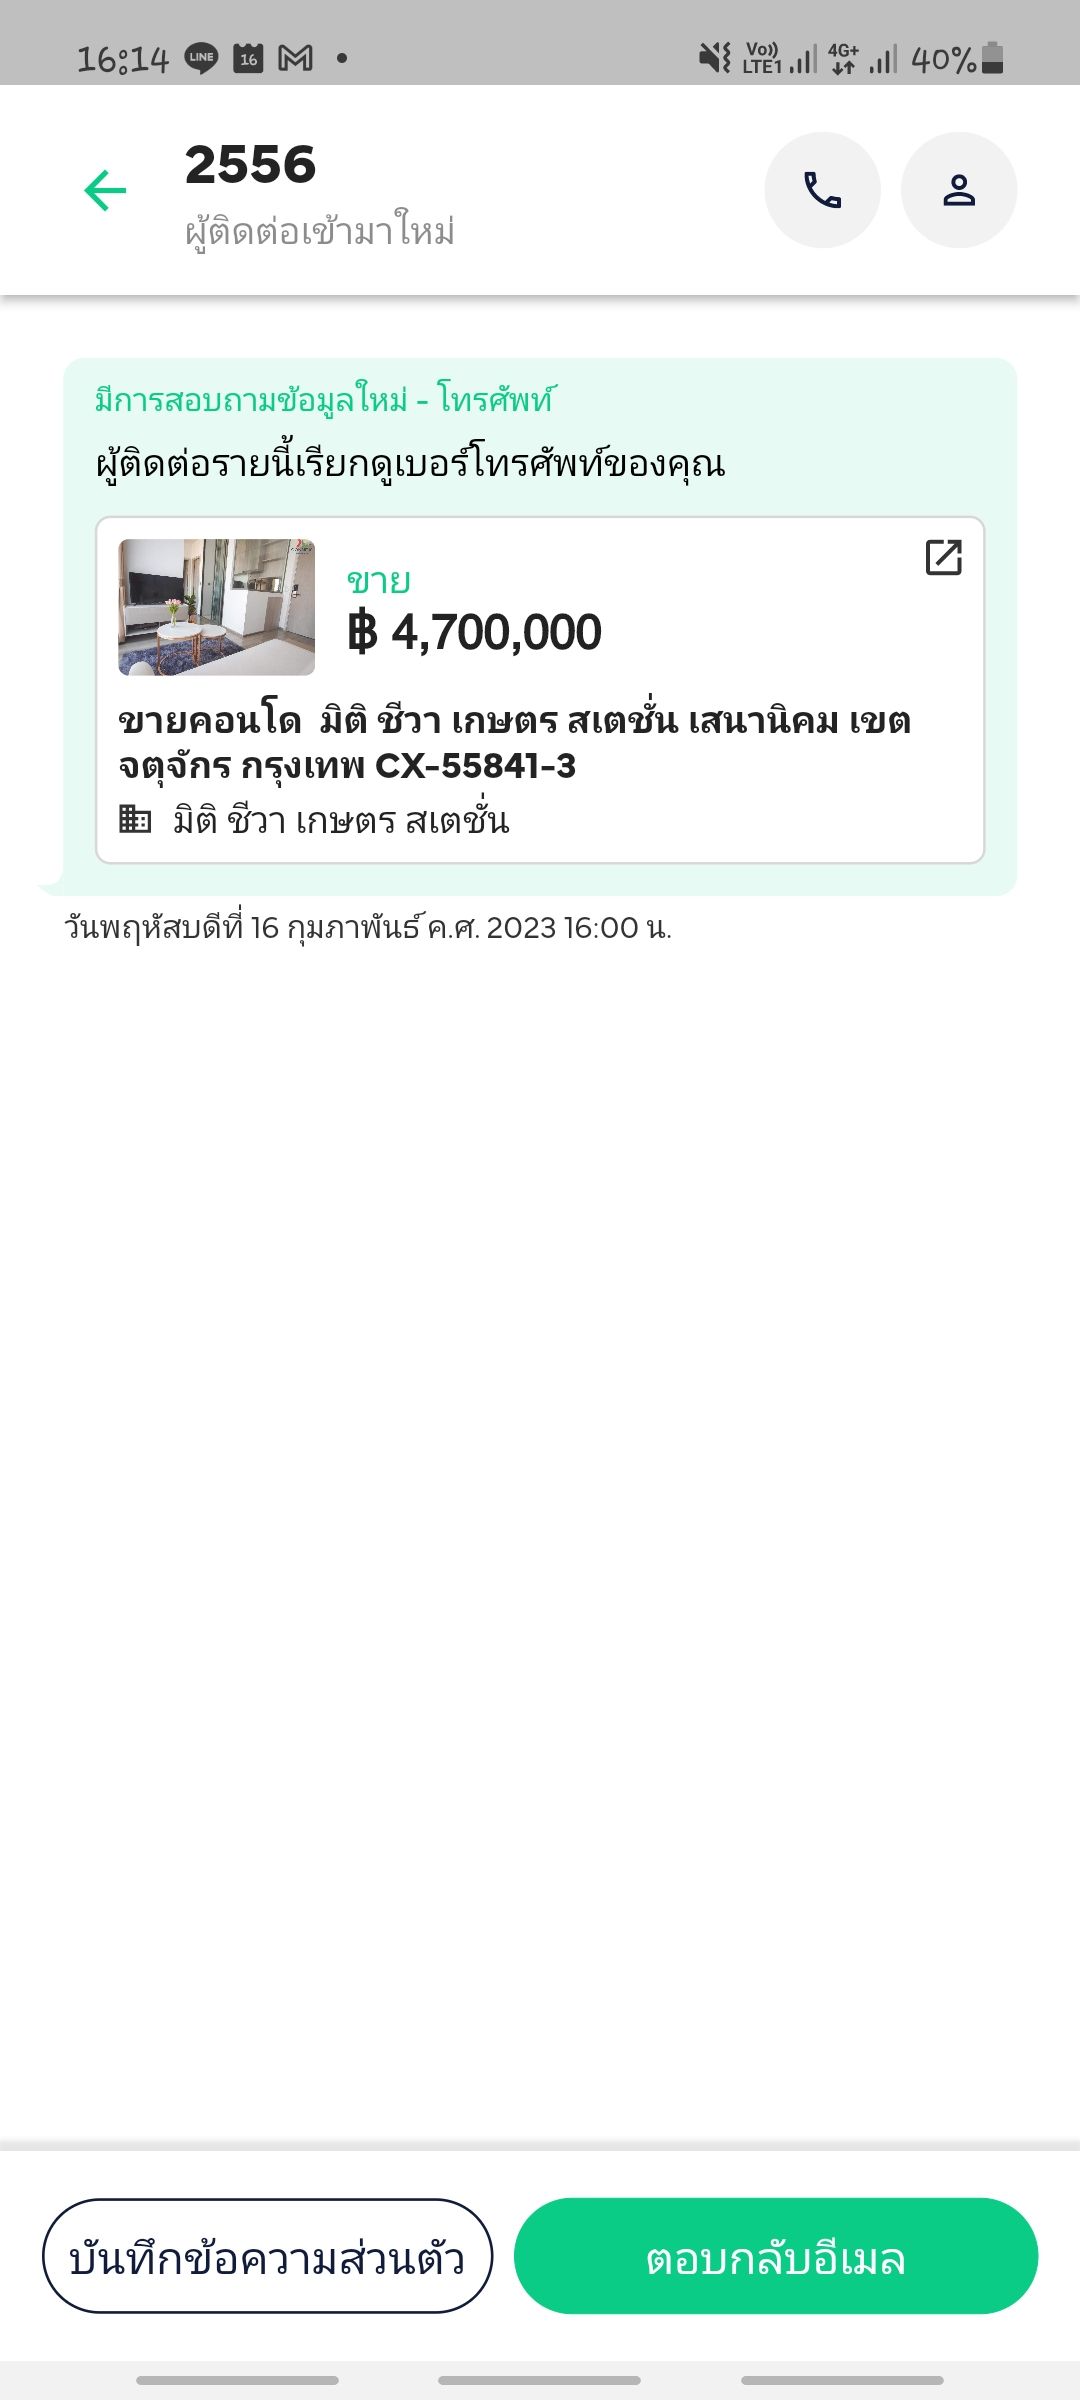 16:14 LINE 16 Vo)) LTE1 4G+ 40%
2556
ผู้ติดต่อเข้ามาใหม่
มีการสอบถามข้อมูลใหม่ - โทรศัพท์
ผู้ติดต่อรายนี้เรียกดูเบอร์โทรศัพท์ของคุณ
ขาย
฿ 4,700,000
ขายคอนโด มิติ ชีวา เกษตร สเตชั่น เสนานิคม เขต
จตุจักร กรุงเทพ CX-55841-3
มิติ ชีวา เกษตร สเตชั่น
วันพฤหัสบดีที่ 16 กุมภาพันธ์ ค.ศ. 2023 16:00 น.
บันทึกข้อความส่วนตัว
ตอบกลับอีเมล